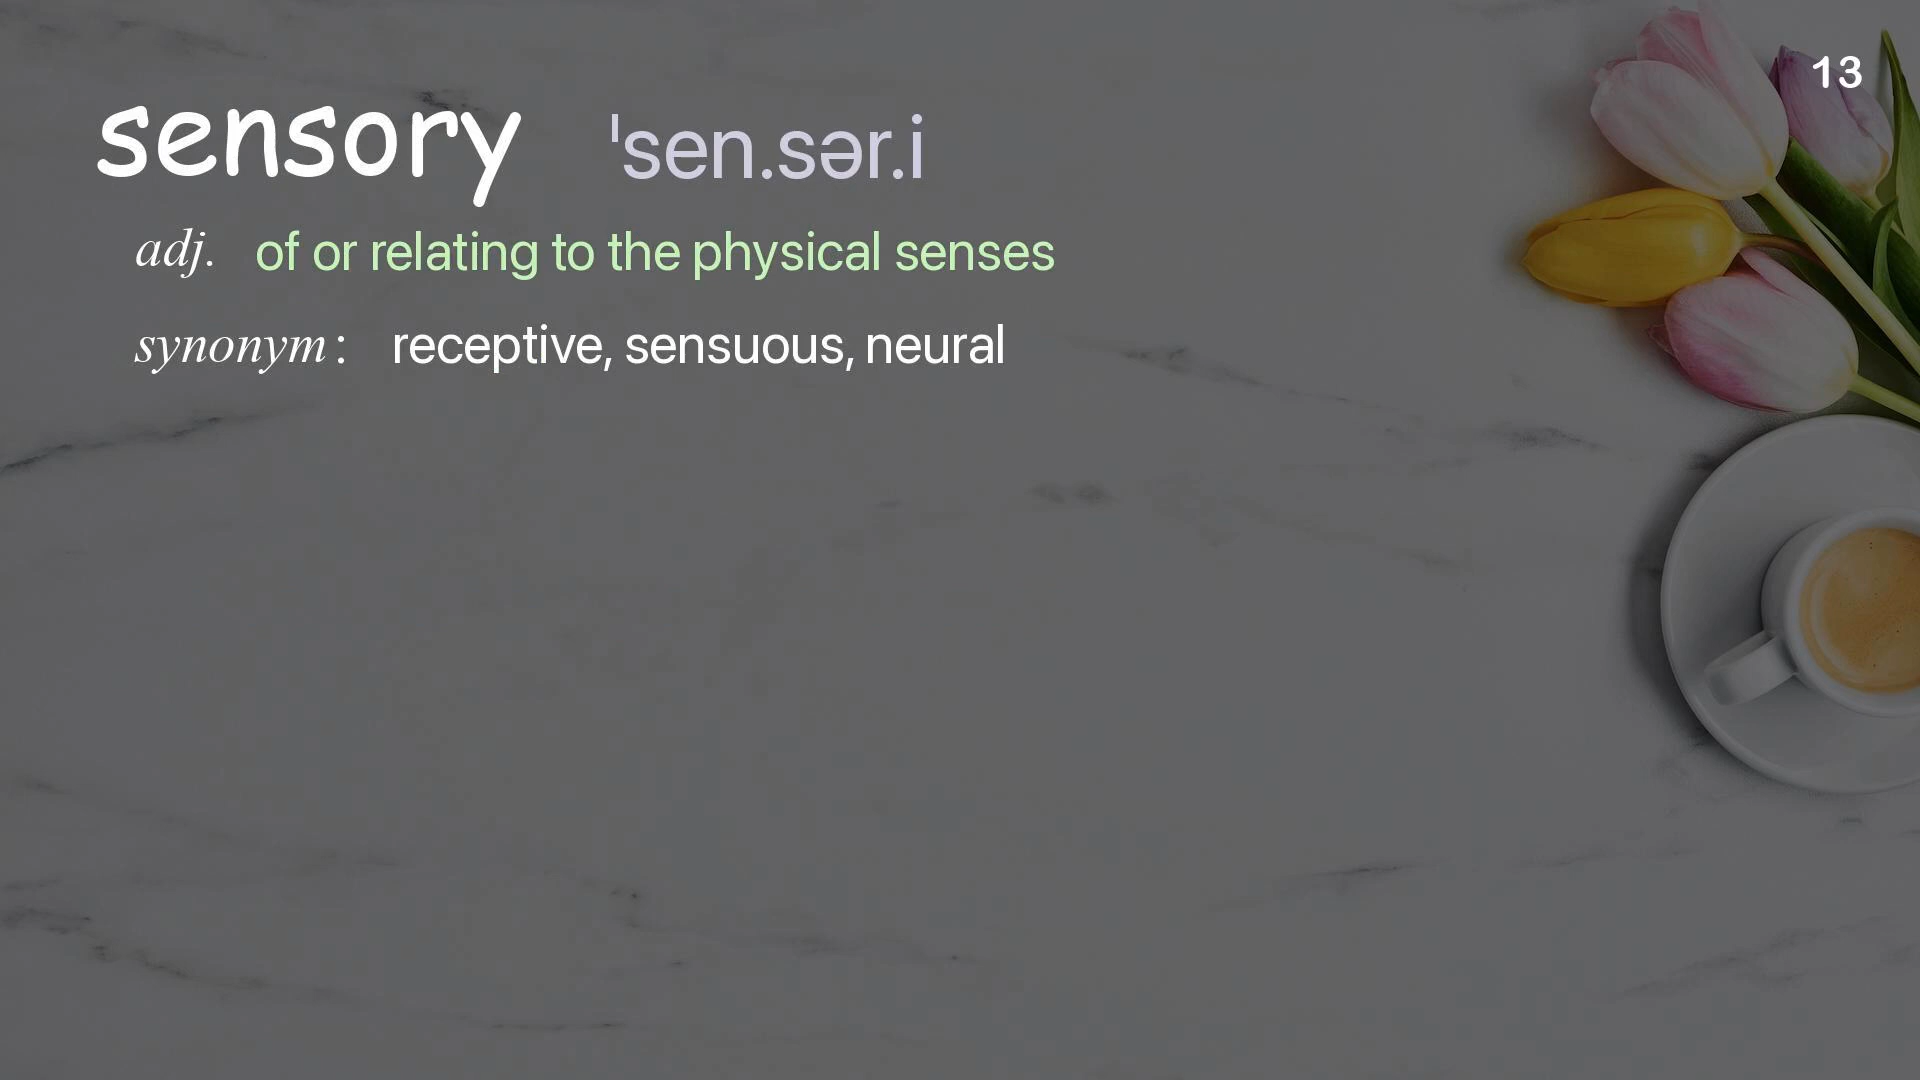 13
sensory ˈsen.sər.i
adj. of or relating to the physical senses
synonym: receptive, sensuous, neural